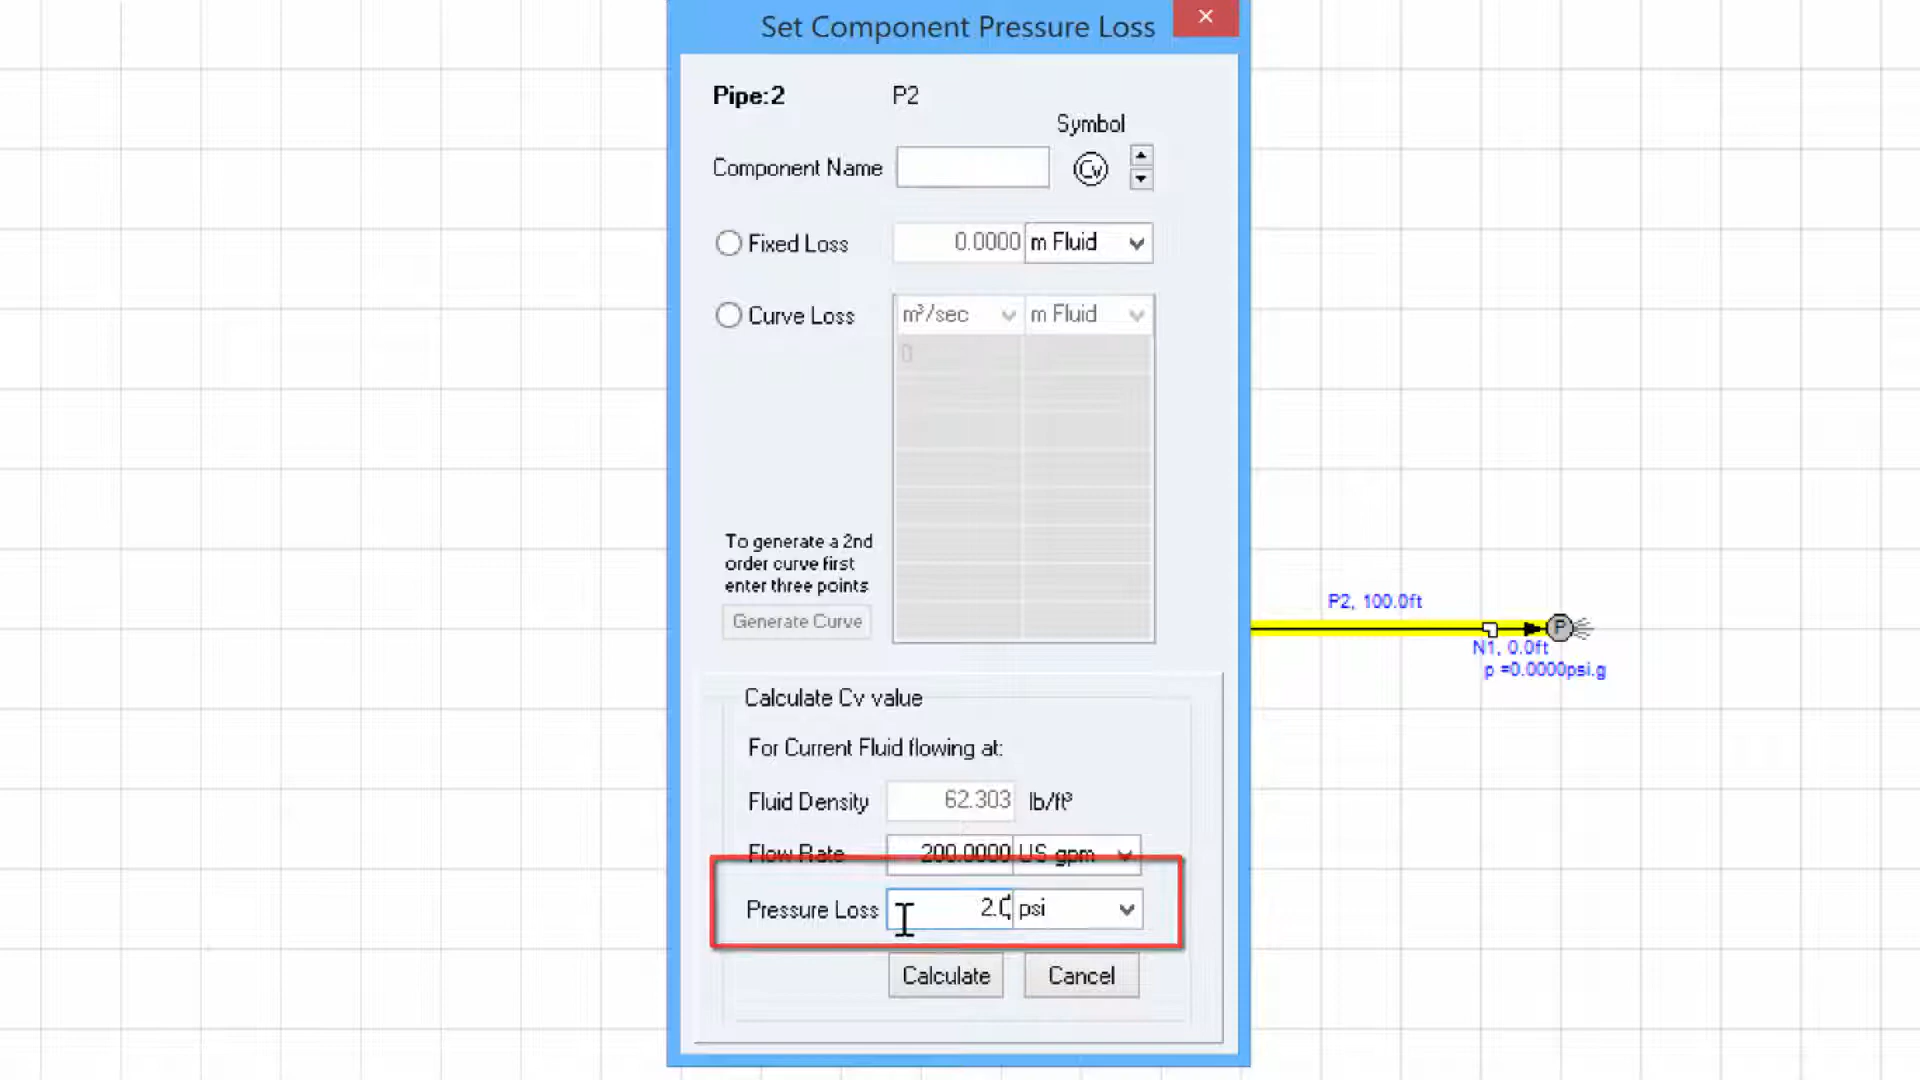 Set Component Pressure Loss
Pipe:2 P2
Symbol
Component Name Cv
Fixed Loss 0.0000 m Fluid
Curve Loss m³/sec m Fluid
0
To generate a 2nd
order curve first
enter three points
Generate Curve
P2, 100.0ft
P
N1, 0.0ft
p =0.0000psi.g
Calculate Cv value
For Current Fluid flowing at:
Fluid Density 62.303 lb/ft³
Flow Rate 200.0000 US gpm
Pressure Loss 2.0 psi
Calculate Cancel